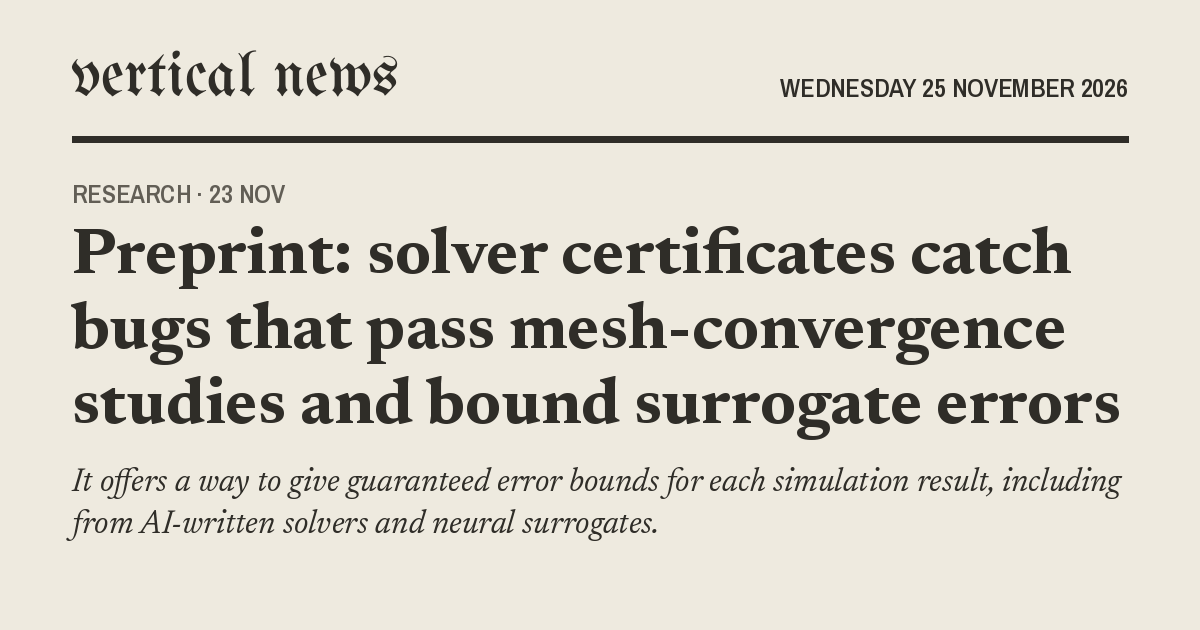 vertical news
WEDNESDAY 25 NOVEMBER 2026
RESEARCH · 23 NOV
Preprint: solver certificates catch
bugs that pass mesh-convergence
studies and bound surrogate errors
It offers a way to give guaranteed error bounds for each simulation result, including
from AI-written solvers and neural surrogates.